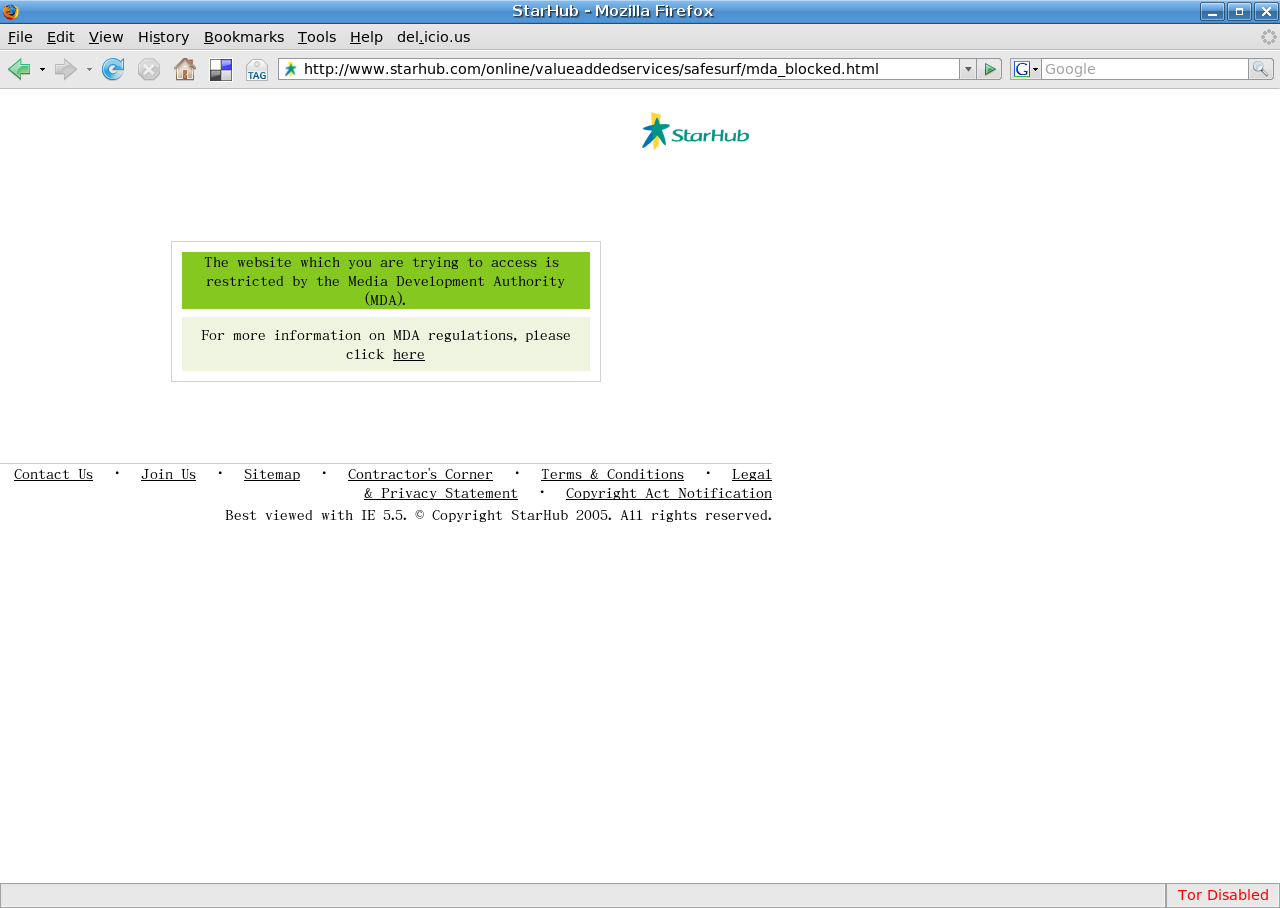 StarHub - Mozilla Firefox
File Edit View History Bookmarks Tools Help del.icio.us
TAG http://www.starhub.com/online/valueaddedservices/safesurf/mda_blocked.html G Google
StarHub
The website which you are trying to access is
restricted by the Media Development Authority
(MDA).
For more information on MDA regulations, please
click here
Contact Us · Join Us · Sitemap · Contractor's Corner · Terms & Conditions · Legal
& Privacy Statement · Copyright Act Notification
Best viewed with IE 5.5. © Copyright StarHub 2005. All rights reserved.
Tor Disabled